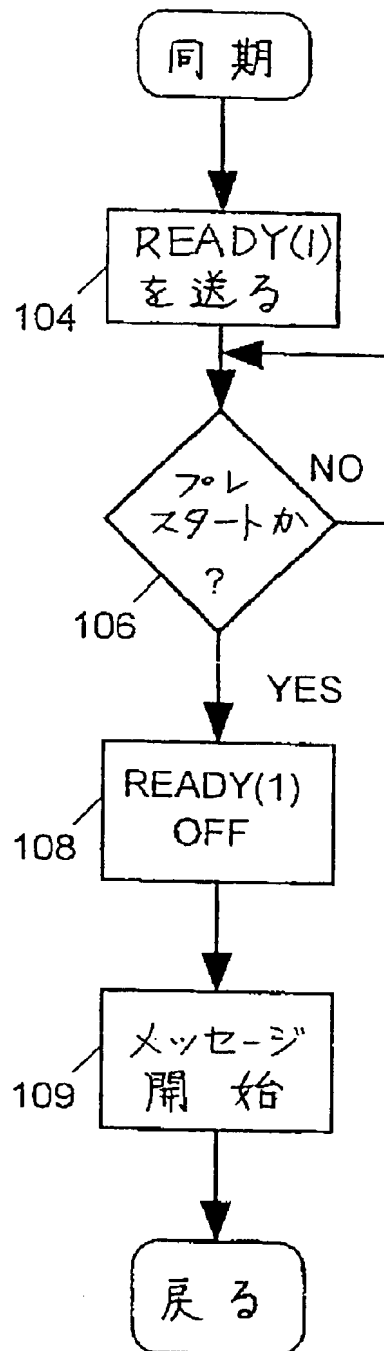 同期
READY(1)
を送る
104
プレ
スタートか
?
NO
106
YES
READY(1)
OFF
108
メッセージ
開始
109
戻る